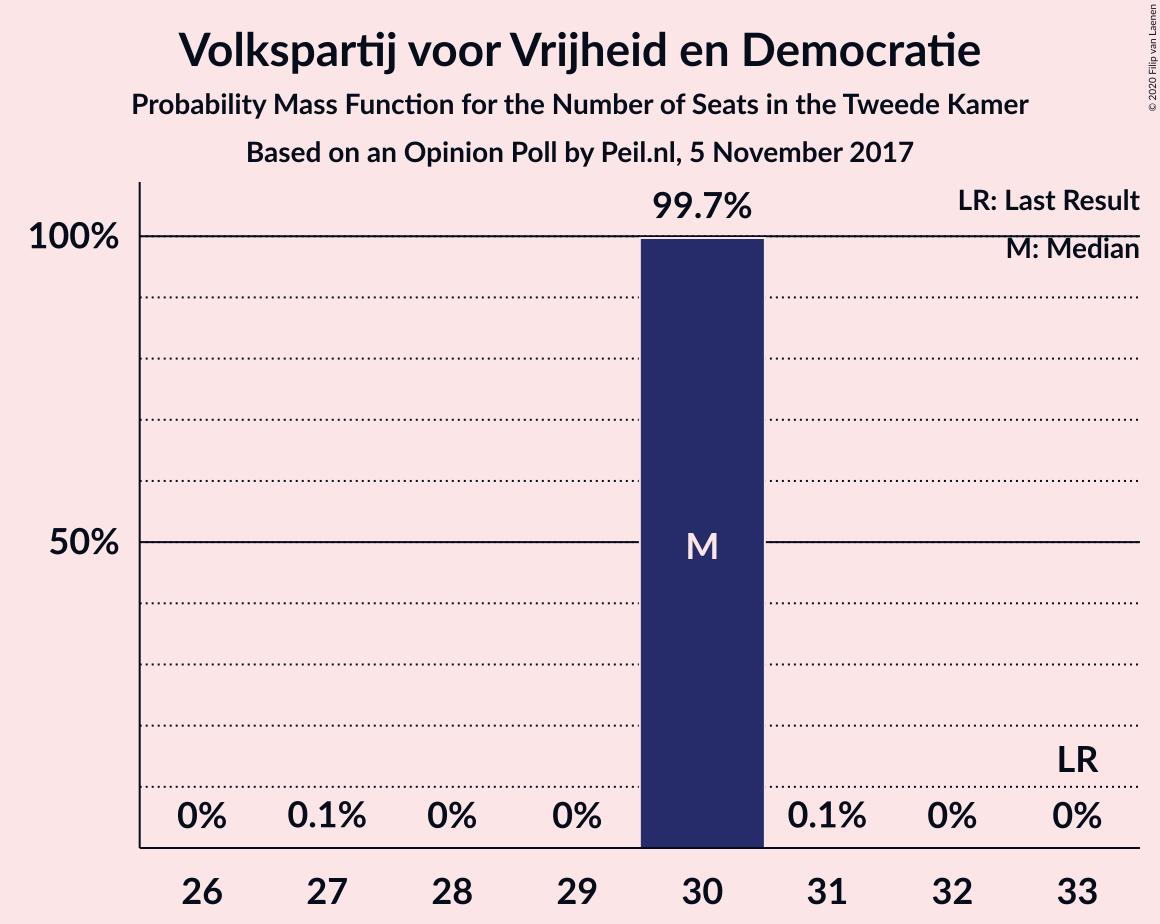 Volkspartij voor Vrijheid en Democratie
Probability Mass Function for the Number of Seats in the Tweede Kamer
Based on an Opinion Poll by Peil.nl, 5 November 2017
© 2020 Filip van Laenen
99.7%
LR: Last Result
100%
M: Median
50%
M
LR
0% 0.1% 0% 0% 0.1% 0% 0%
26 27 28 29 30 31 32 33